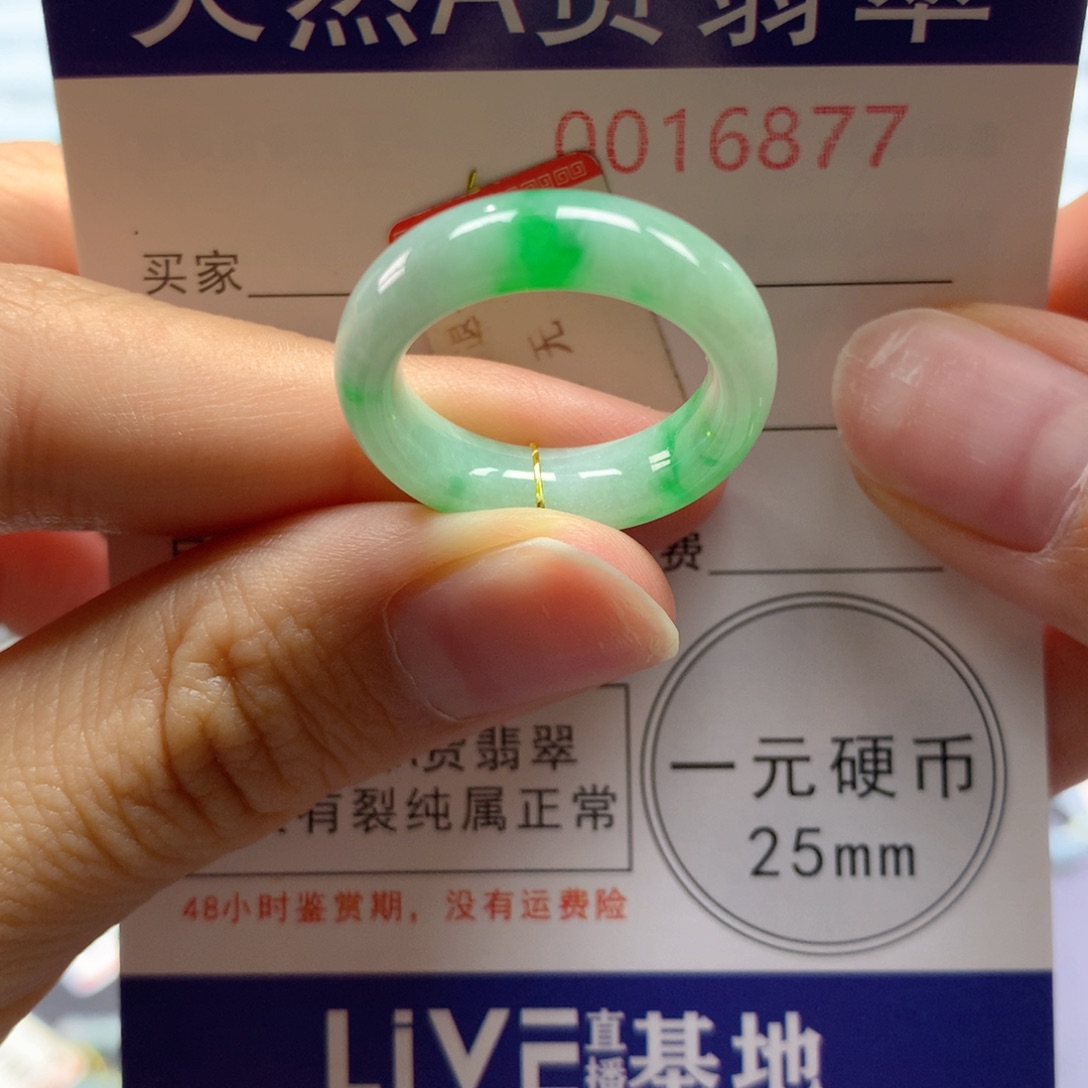 天然A货翡翠
0016877
买家
无
费
货翡翠
有裂纯属正常
一元硬币
25mm
48小时鉴赏期，没有运费险
LiVE直播基地